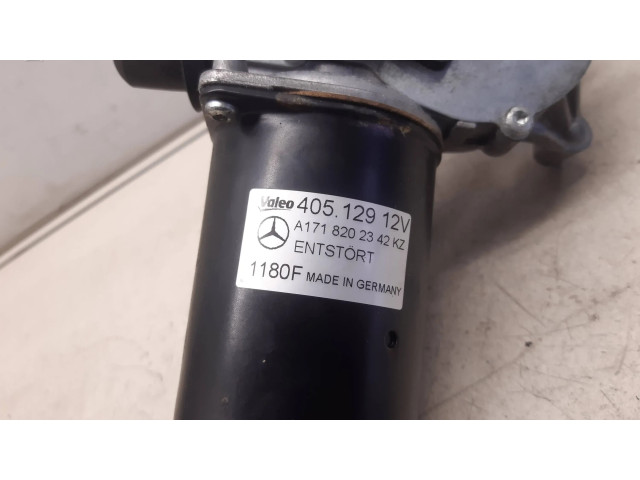 Valeo 405.129 12V
A171 820 23 42 KZ
ENTSTÖRT
1180F MADE IN GERMANY